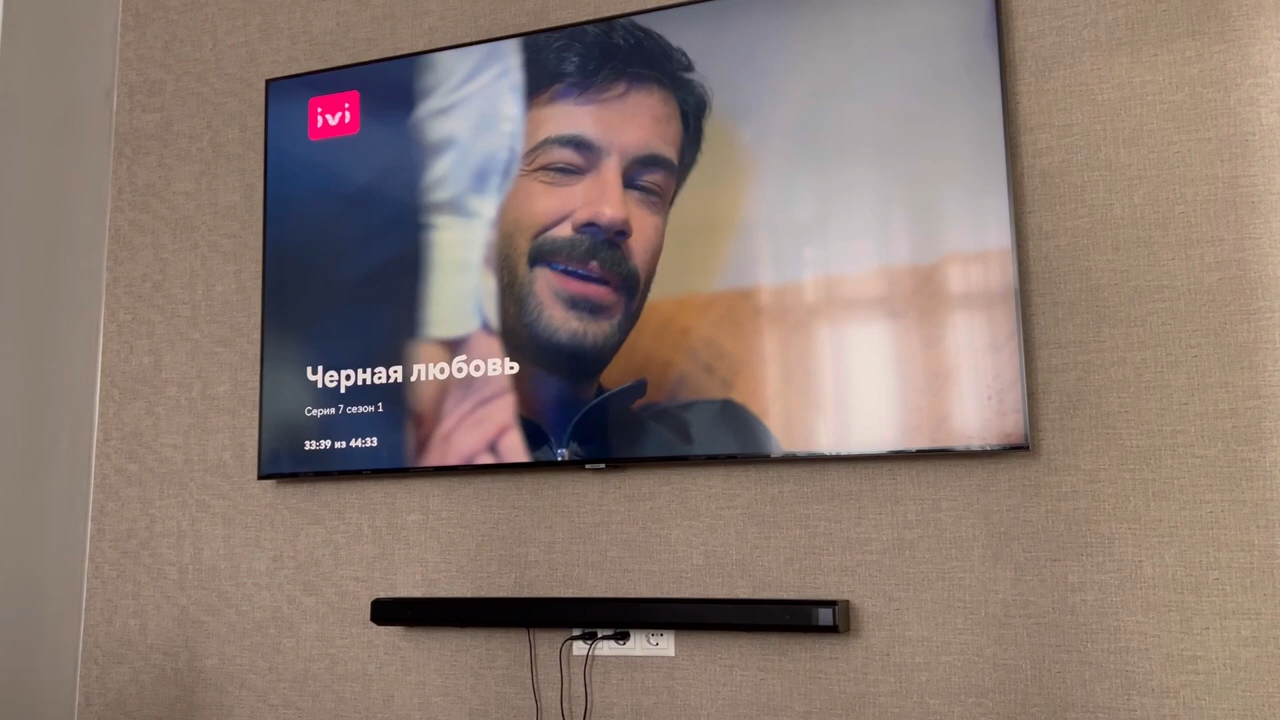 ivi
Черная любовь
Серия 7 сезон 1
33:39 из 44:33